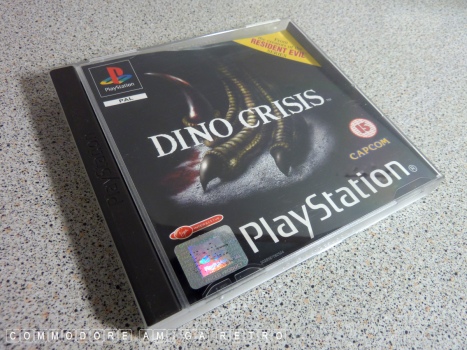 RESIDENT EVIL
PlayStation
PAL
DINO CRISIS
15
CAPCOM
PlayStation
COMMODORE AMIGA RETRO